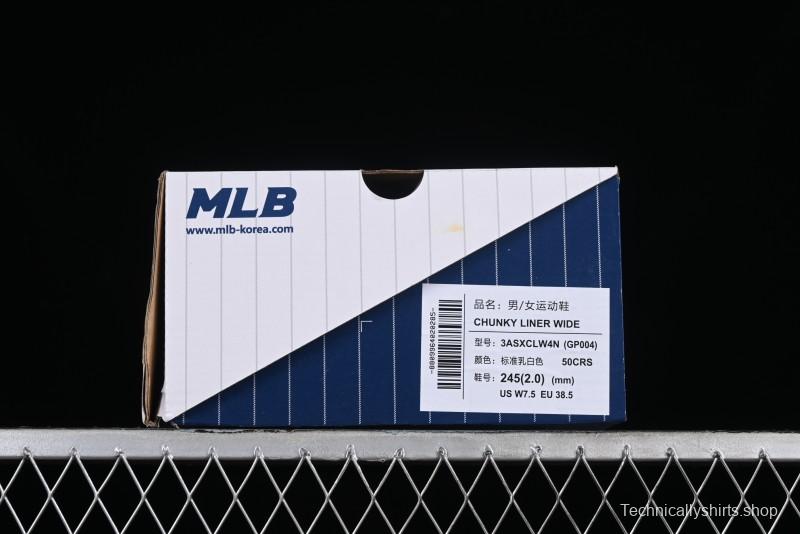 MLB
www.mlb-korea.com
-8809964028285-
品名：男/女运动鞋
CHUNKY LINER WIDE
型号：3ASXCLW4N (GP004)
颜色：标准乳白色 50CRS
鞋号：245(2.0) (mm)
US W7.5 EU 38.5
Technicallyshirts.shop